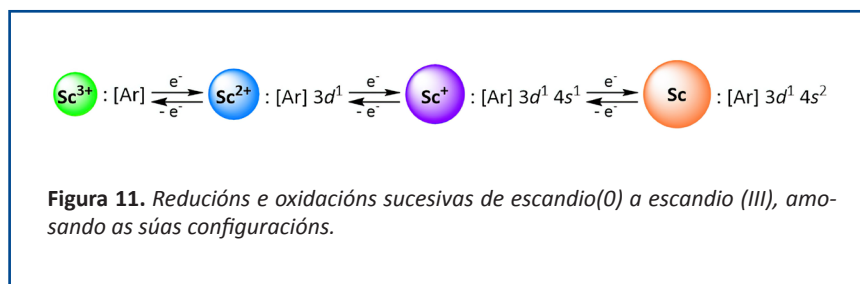 Sc³⁺ : [Ar] e⁻ - e⁻ Sc²⁺ : [Ar] 3d¹ e⁻ - e⁻ Sc⁺ : [Ar] 3d¹ 4s¹ e⁻ - e⁻ Sc : [Ar] 3d¹ 4s²
Figura 11. Reducións e oxidacións sucesivas de escandio(0) a escandio (III), amo-
sando as súas configuracións.